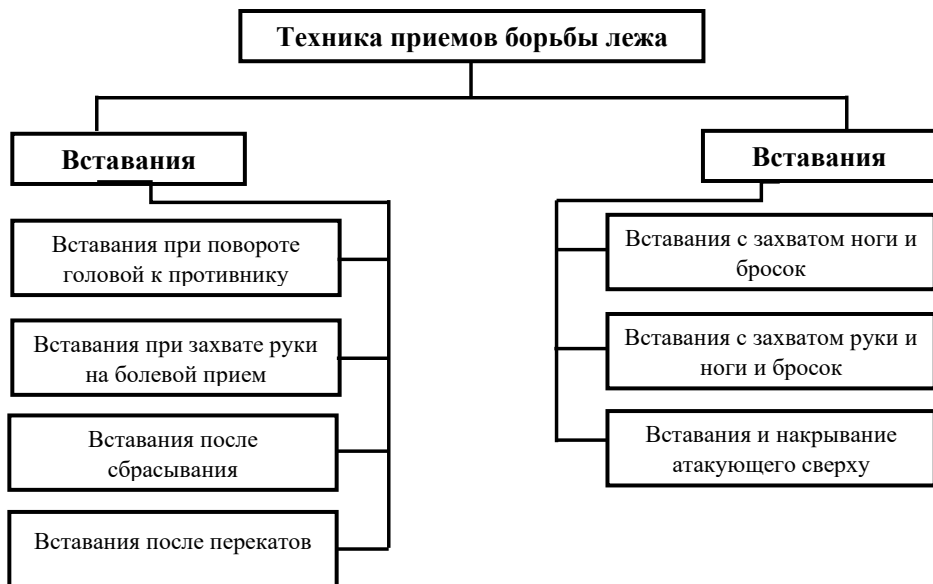 Техника приемов борьбы лежа
Вставания
Вставания
Вставания при повороте
головой к противнику
Вставания при захвате руки
на болевой прием
Вставания после
сбрасывания
Вставания после перекатов
Вставания с захватом ноги и
бросок
Вставания с захватом руки и
ноги и бросок
Вставания и накрывание
атакующего сверху